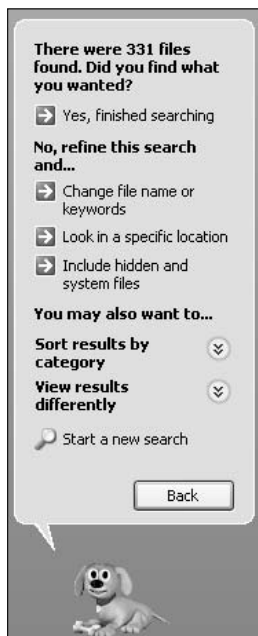 There were 331 files
found. Did you find what
you wanted?
Yes, finished searching
No, refine this search
and...
Change file name or
keywords
Look in a specific location
Include hidden and
system files
You may also want to...
Sort results by
category
View results
differently
Start a new search
Back